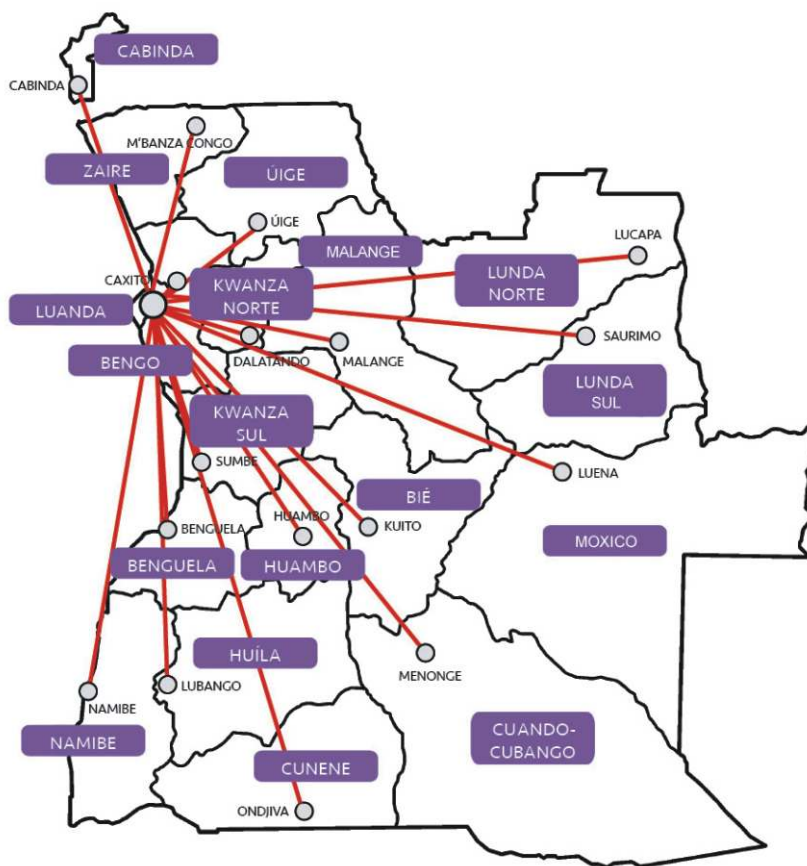 CABINDA
CABINDA
M'BANZA CONGO
ZAIRE
ÚIGE
ÚIGE
MALANGE
LUCAPA
CAXITO
KWANZA
NORTE
LUNDA
NORTE
LUANDA
DALATANDO
MALANGE
SAURIMO
BENGO
LUNDA
SUL
KWANZA
SUL
SUMBE
LUENA
BIÉ
BENGUELA
HUAMBO
KUITO
MOXICO
BENGUELA
HUAMBO
HUÍLA
MENONGE
LUBANGO
NAMIBE
NAMIBE
CUANDO-
CUBANGO
CUNENE
ONDJIVA